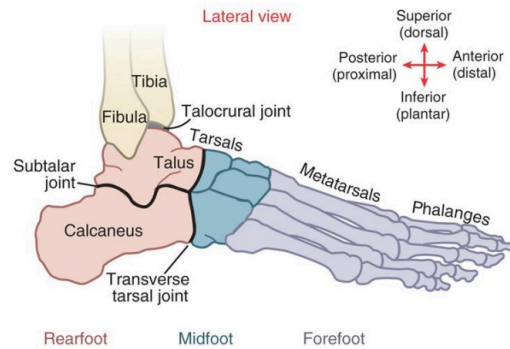 Lateral view
Superior
(dorsal)
Posterior
(proximal)
Anterior
(distal)
Inferior
(plantar)
Tibia
Fibula
Talocrural joint
Tarsals
Subtalar
joint
Talus
Metatarsals
Phalanges
Calcaneus
Transverse
tarsal joint
Rearfoot
Midfoot
Forefoot